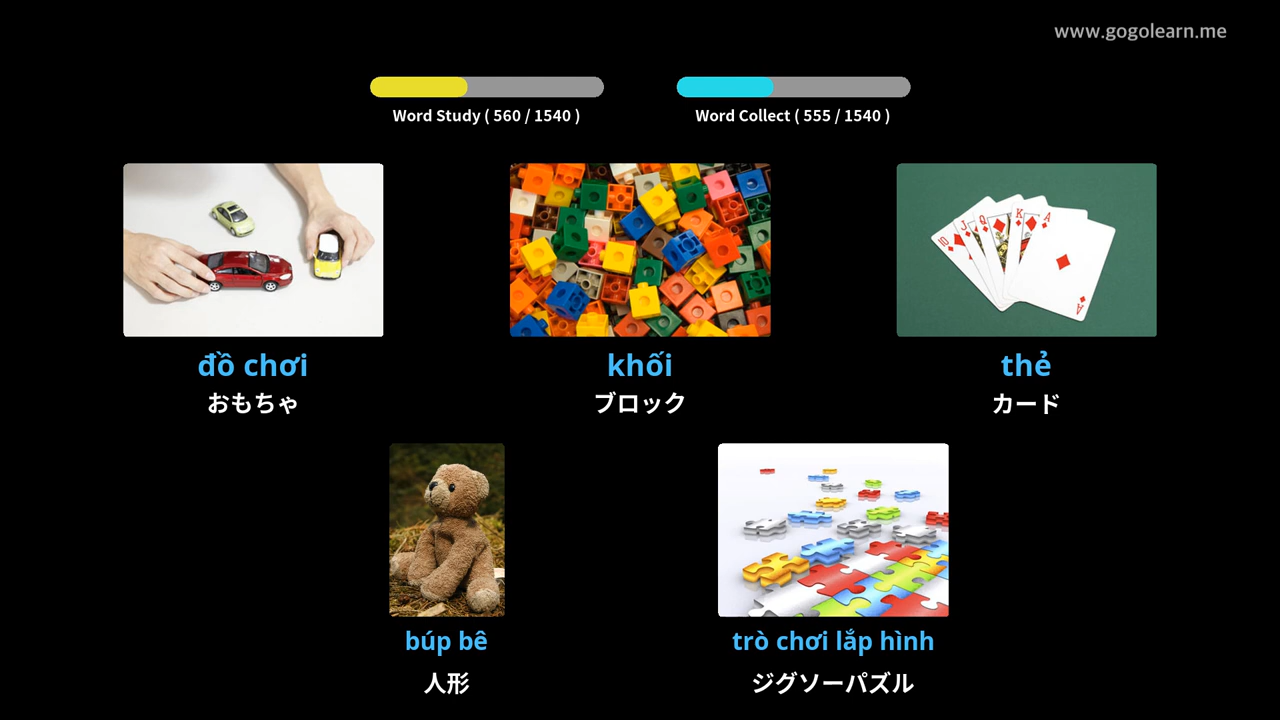 www.gogolearn.me
Word Study ( 560 / 1540 )
Word Collect ( 555 / 1540 )
10 J Q K A
A
đồ chơi
khối
thẻ
おもちゃ
ブロック
カード
búp bê
trò chơi lắp hình
人形
ジグソーパズル